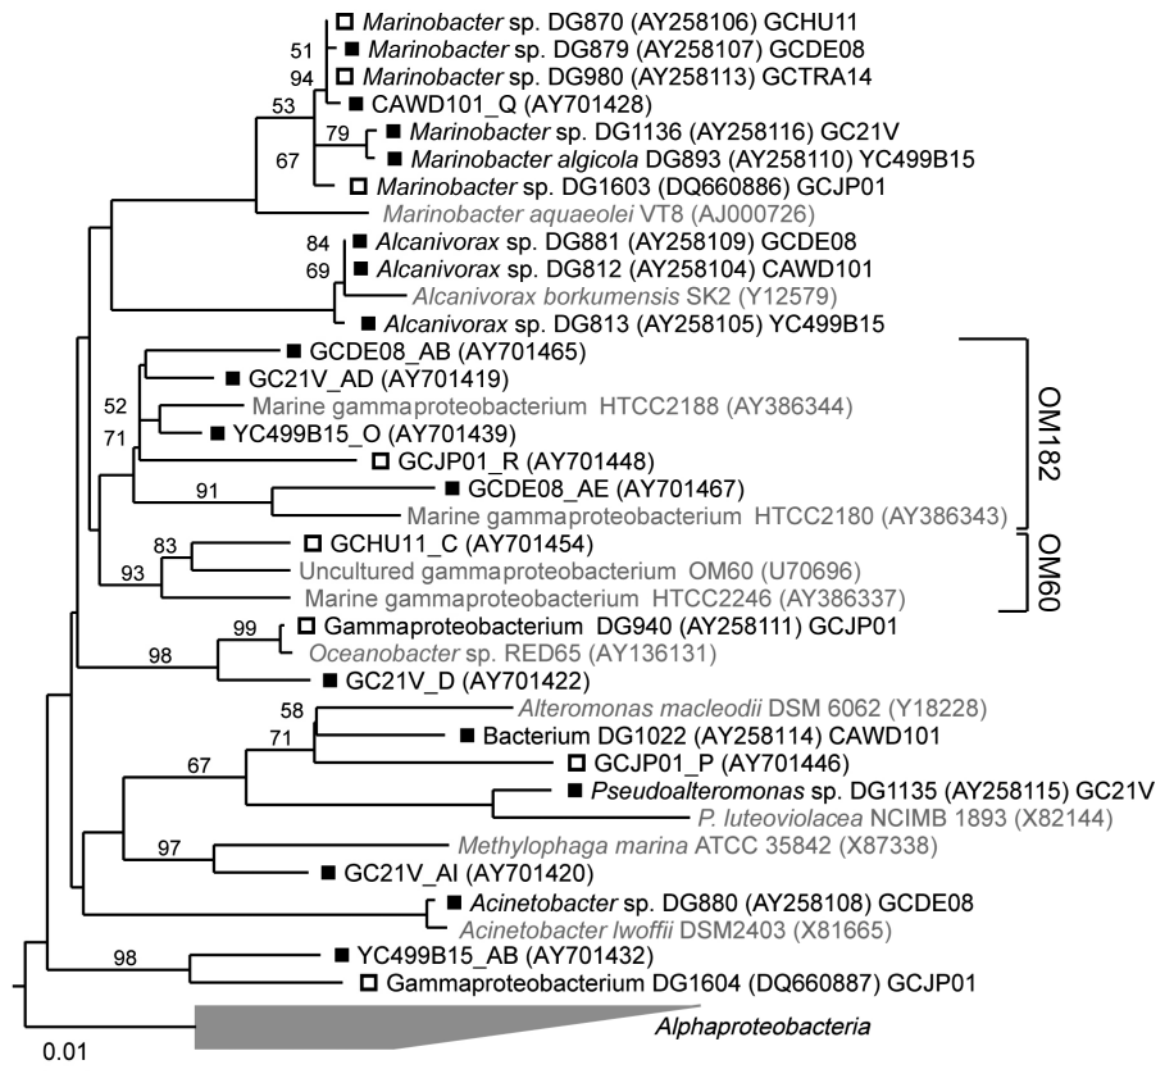 Marinobacter sp. DG870 (AY258106) GCHU11
51
Marinobacter sp. DG879 (AY258107) GCDE08
94
Marinobacter sp. DG980 (AY258113) GCTRA14
53
CAWD101_Q (AY701428)
79
Marinobacter sp. DG1136 (AY258116) GC21V
67
Marinobacter algicola DG893 (AY258110) YC499B15
Marinobacter sp. DG1603 (DQ660886) GCJP01
Marinobacter aquaeolei VT8 (AJ000726)
84
Alcanivorax sp. DG881 (AY258109) GCDE08
69
Alcanivorax sp. DG812 (AY258104) CAWD101
Alcanivorax borkumensis SK2 (Y12579)
Alcanivorax sp. DG813 (AY258105) YC499B15
GCDE08_AB (AY701465)
GC21V_AD (AY701419)
52
Marine gammaproteobacterium HTCC2188 (AY386344)
71
YC499B15_O (AY701439)
OM182
GCJP01_R (AY701448)
91
GCDE08_AE (AY701467)
Marine gammaproteobacterium HTCC2180 (AY386343)
83
GCHU11_C (AY701454)
93
Uncultured gammaproteobacterium OM60 (U70696)
OM60
Marine gammaproteobacterium HTCC2246 (AY386337)
99
Gammaproteobacterium DG940 (AY258111) GCJP01
98
Oceanobacter sp. RED65 (AY136131)
GC21V_D (AY701422)
58
Alteromonas macleodii DSM 6062 (Y18228)
71
Bacterium DG1022 (AY258114) CAWD101
67
GCJP01_P (AY701446)
Pseudoalteromonas sp. DG1135 (AY258115) GC21V
P. luteoviolacea NCIMB 1893 (X82144)
97
Methylophaga marina ATCC 35842 (X87338)
GC21V_AI (AY701420)
Acinetobacter sp. DG880 (AY258108) GCDE08
Acinetobacter lwoffii DSM2403 (X81665)
98
YC499B15_AB (AY701432)
Gammaproteobacterium DG1604 (DQ660887) GCJP01
Alphaproteobacteria
0.01